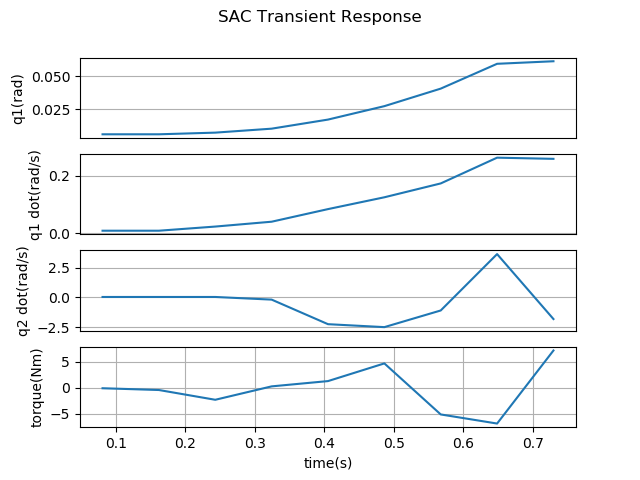 SAC Transient Response
0.050
0.025
q1(rad)
0.2
0.0
q1 dot(rad/s)
2.5
0.0
−2.5
q2 dot(rad/s)
5
0
−5
torque(Nm)
0.1 0.2 0.3 0.4 0.5 0.6 0.7
time(s)